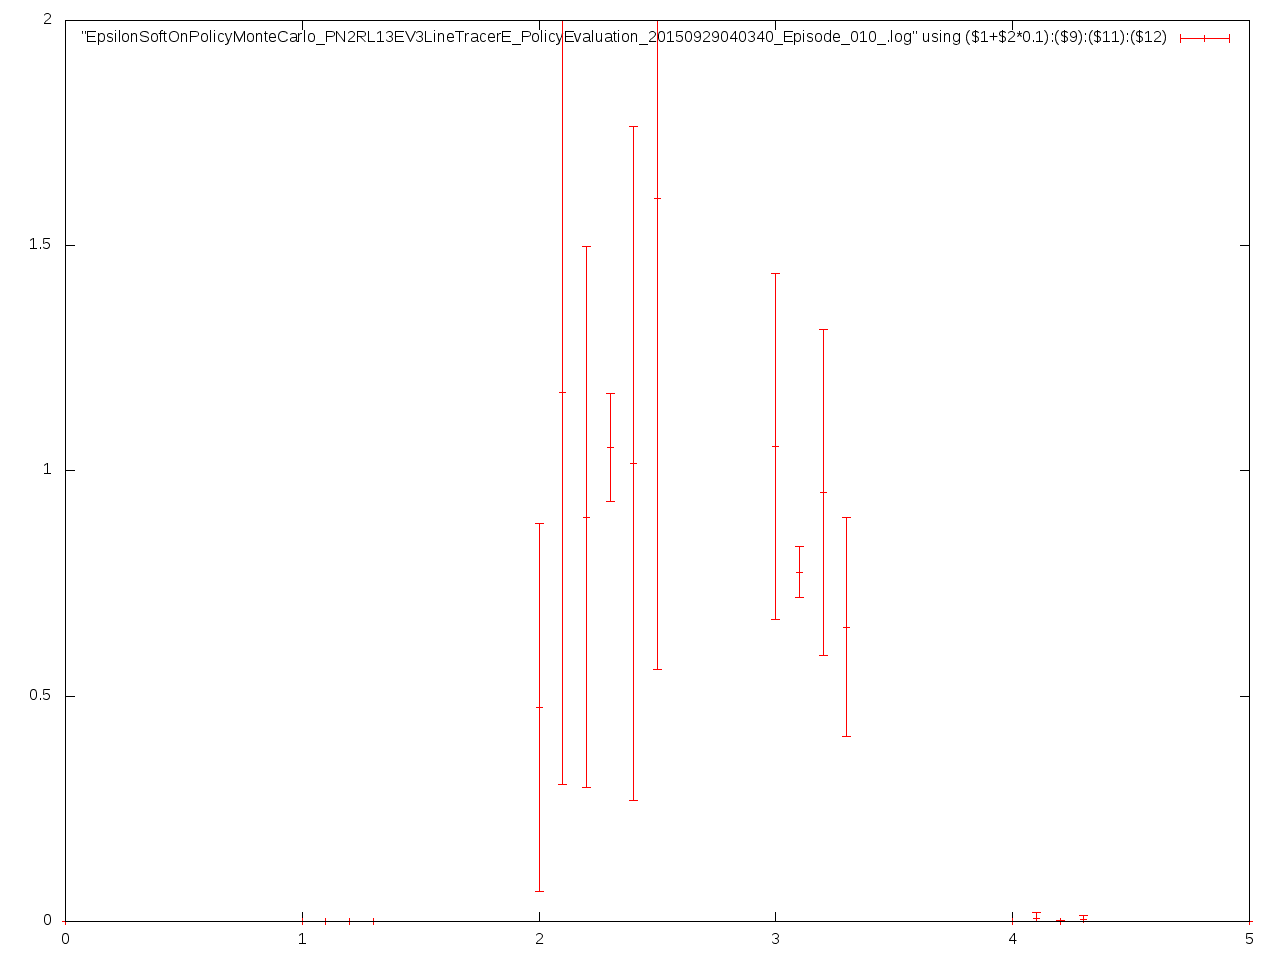 2
"EpsilonSoftOnPolicyMonteCarlo_PN2RL13EV3LineTracerE_PolicyEvaluation_20150929040340_Episode_010_.log" using ($1+$2*0.1):($9):($11):($12)
1.5
1
0.5
0
0 1 2 3 4 5